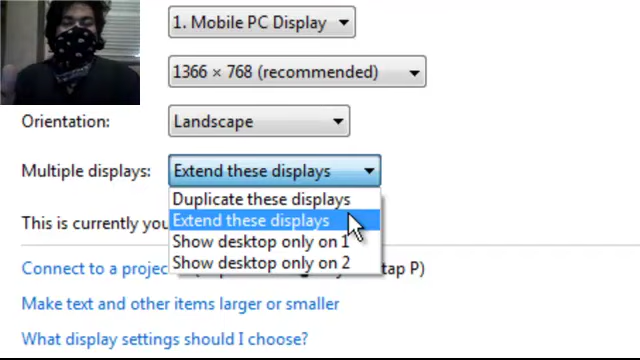 1. Mobile PC Display
1366 × 768 (recommended)
Orientation: Landscape
Multiple displays: Extend these displays
Duplicate these displays
This is currently you
Extend these displays
Show desktop only on 1
Show desktop only on 2
Connect to a projec tap P)
Make text and other items larger or smaller
What display settings should I choose?